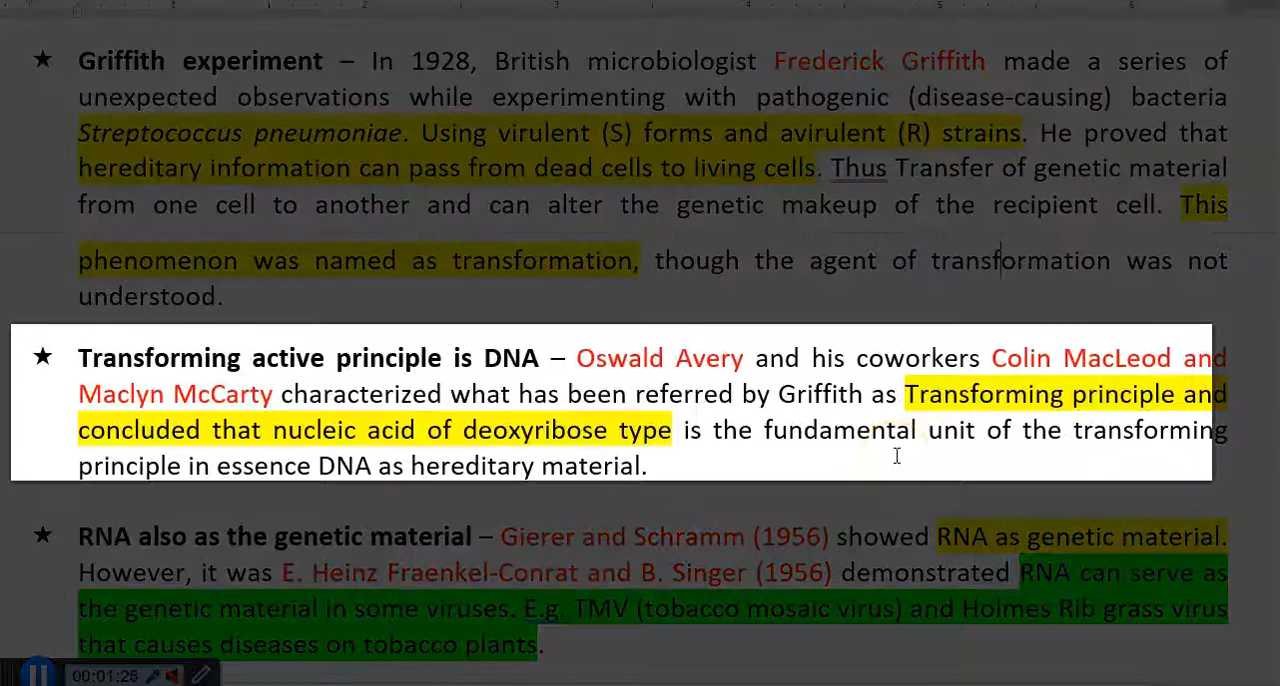 ★ Griffith experiment – In 1928, British microbiologist Frederick Griffith made a series of
unexpected observations while experimenting with pathogenic (disease-causing) bacteria
Streptococcus pneumoniae. Using virulent (S) forms and avirulent (R) strains. He proved that
hereditary information can pass from dead cells to living cells. Thus Transfer of genetic material
from one cell to another and can alter the genetic makeup of the recipient cell. This
phenomenon was named as transformation, though the agent of transformation was not
understood.
★ Transforming active principle is DNA – Oswald Avery and his coworkers Colin MacLeod and
Maclyn McCarty characterized what has been referred by Griffith as Transforming principle and
concluded that nucleic acid of deoxyribose type is the fundamental unit of the transforming
principle in essence DNA as hereditary material.
★ RNA also as the genetic material – Gierer and Schramm (1956) showed RNA as genetic material.
However, it was E. Heinz Fraenkel-Conrat and B. Singer (1956) demonstrated RNA can serve as
the genetic material in some viruses. E.g. TMV (tobacco mosaic virus) and Holmes Rib grass virus
that causes diseases on tobacco plants.
00:01:26